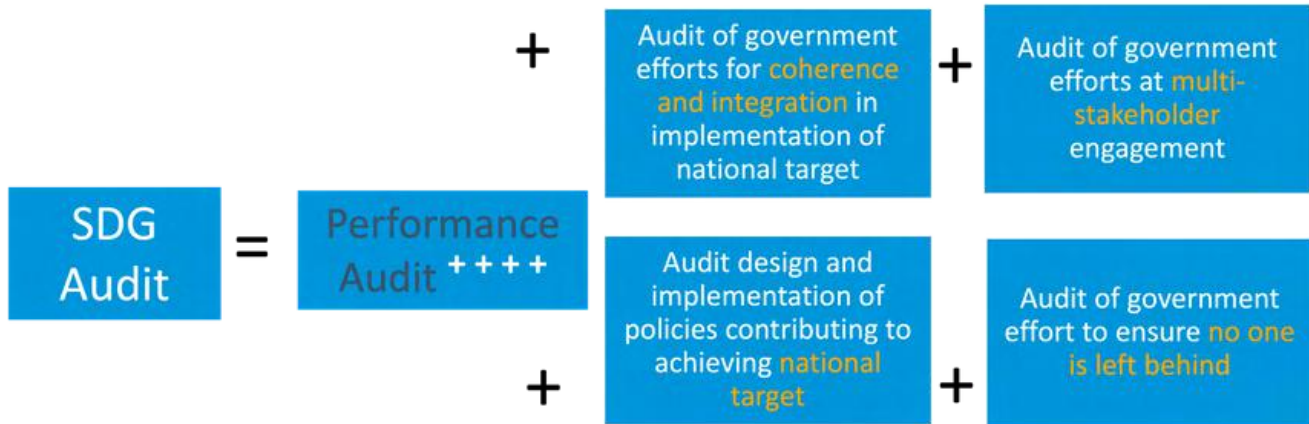 SDG
Audit
=
Performance
Audit ++++
+
Audit of government
efforts for coherence
and integration in
implementation of
national target
+
Audit of government
efforts at multi-
stakeholder
engagement
+
Audit design and
implementation of
policies contributing to
achieving national
target
+
Audit of government
effort to ensure no one
is left behind